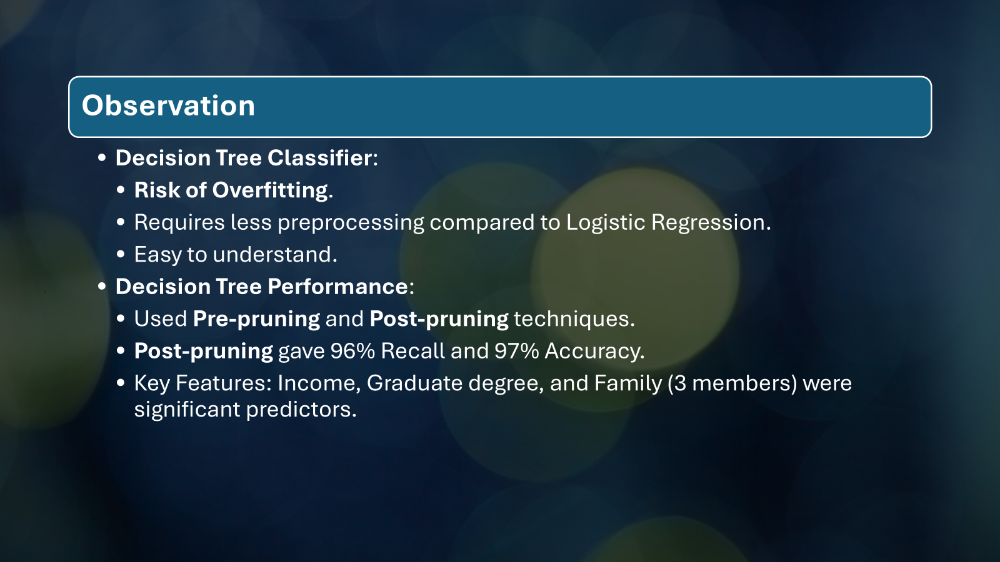 Observation
• Decision Tree Classifier:
• Risk of Overfitting.
• Requires less preprocessing compared to Logistic Regression.
• Easy to understand.
• Decision Tree Performance:
• Used Pre-pruning and Post-pruning techniques.
• Post-pruning gave 96% Recall and 97% Accuracy.
• Key Features: Income, Graduate degree, and Family (3 members) were
significant predictors.